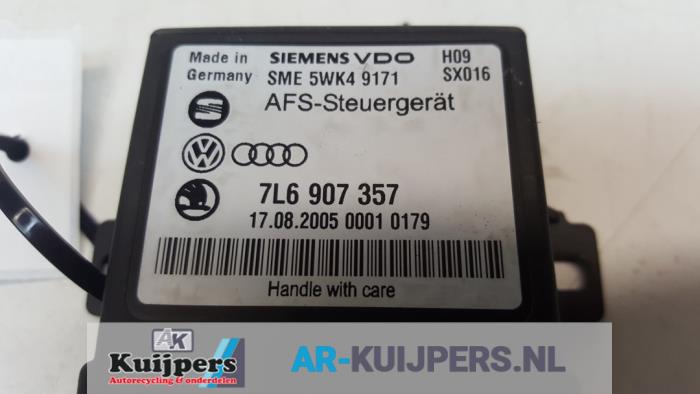 Made in Germany
SIEMENS VDO
H09
SME 5WK4 9171
SX016
AFS-Steuergerät
7L6 907 357
17.08.2005 0001 0179
Handle with care
AK
Kuijpers
Autorecycling & onderdelen
AR-KUIJPERS.NL